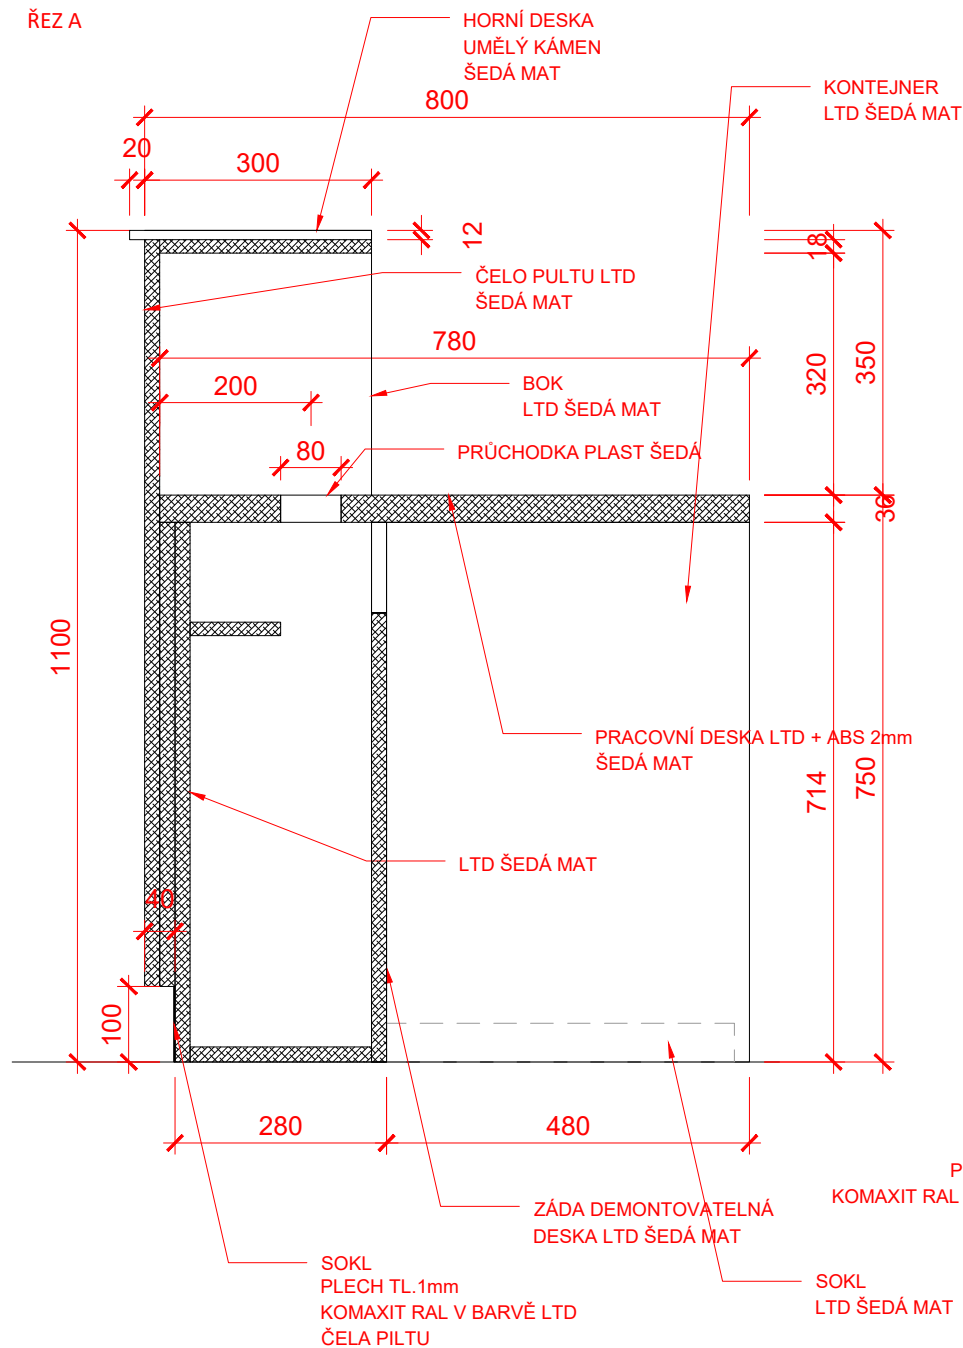 ŘEZ A
HORNÍ DESKA
UMĚLÝ KÁMEN
ŠEDÁ MAT
KONTEJNER
LTD ŠEDÁ MAT
800
20
300
12
18
ČELO PULTU LTD
ŠEDÁ MAT
780
320
350
200
BOK
LTD ŠEDÁ MAT
80
PRŮCHODKA PLAST ŠEDÁ
36
1100
PRACOVNÍ DESKA LTD + ABS 2mm
ŠEDÁ MAT
714
750
LTD ŠEDÁ MAT
40
100
280
480
P
KOMAXIT RAL
ZÁDA DEMONTOVATELNÁ
DESKA LTD ŠEDÁ MAT
SOKL
PLECH TL.1mm
KOMAXIT RAL V BARVĚ LTD
ČELA PILTU
SOKL
LTD ŠEDÁ MAT